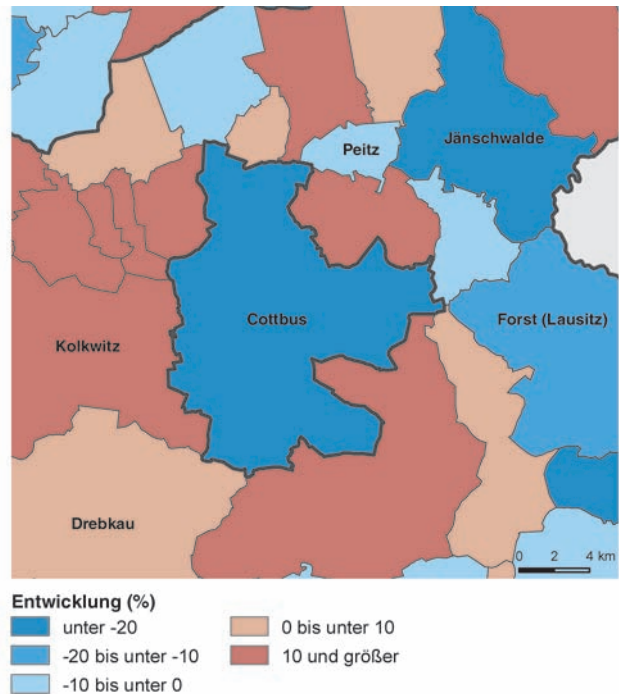 Peitz
Jänschwalde
Cottbus
Forst (Lausitz)
Kolkwitz
Drebkau
0 2 4 km
Entwicklung (%)
unter -20
-20 bis unter -10
-10 bis unter 0
0 bis unter 10
10 und größer